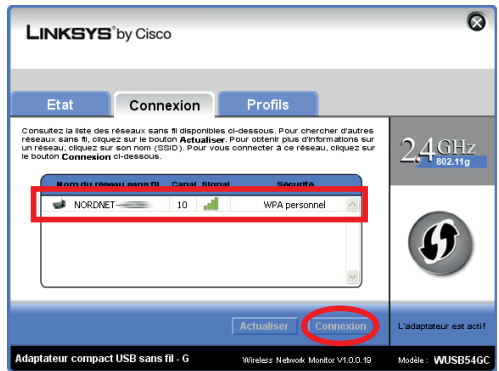 LINKSYS® by Cisco
Etat
Connexion
Profils
Consultez la liste des réseaux sans fil disponibles ci-dessous. Pour chercher d'autres
réseaux sans fil, cliquez sur le bouton Actualiser. Pour obtenir plus d'informations sur
un réseau, cliquez sur son nom (SSID). Pour vous connecter à ce réseau, cliquez sur
le bouton Connexion ci-dessous.
2,4GHz
802.11g
Nom du réseau sans fil Canal Signal Sécurité
NORDNET 10 WPA personnel
Actualiser
Connexion
L'adaptateur est actif
Adaptateur compact USB sans fil - G
Wireless Network Monitor V1.0.0.19
Modèle : WUSB54GC